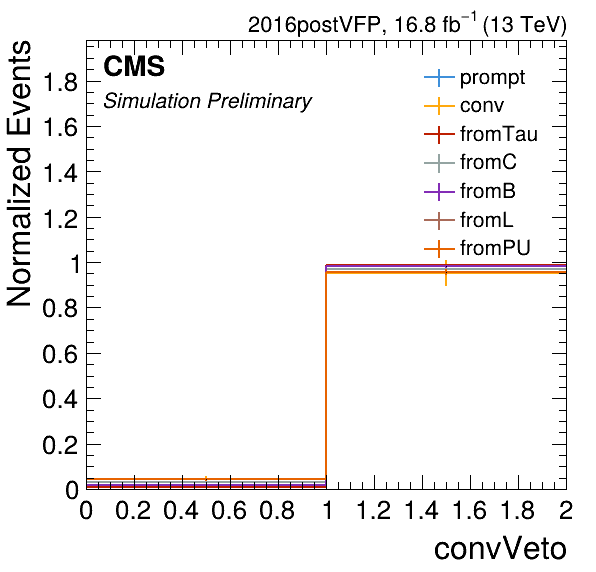 2016postVFP, 16.8 fb⁻¹ (13 TeV)
CMS
Simulation Preliminary
prompt
conv
fromTau
fromC
fromB
fromL
fromPU
Normalized Events
1.8
1.6
1.4
1.2
1
0.8
0.6
0.4
0.2
0
0 0.2 0.4 0.6 0.8 1 1.2 1.4 1.6 1.8 2
convVeto